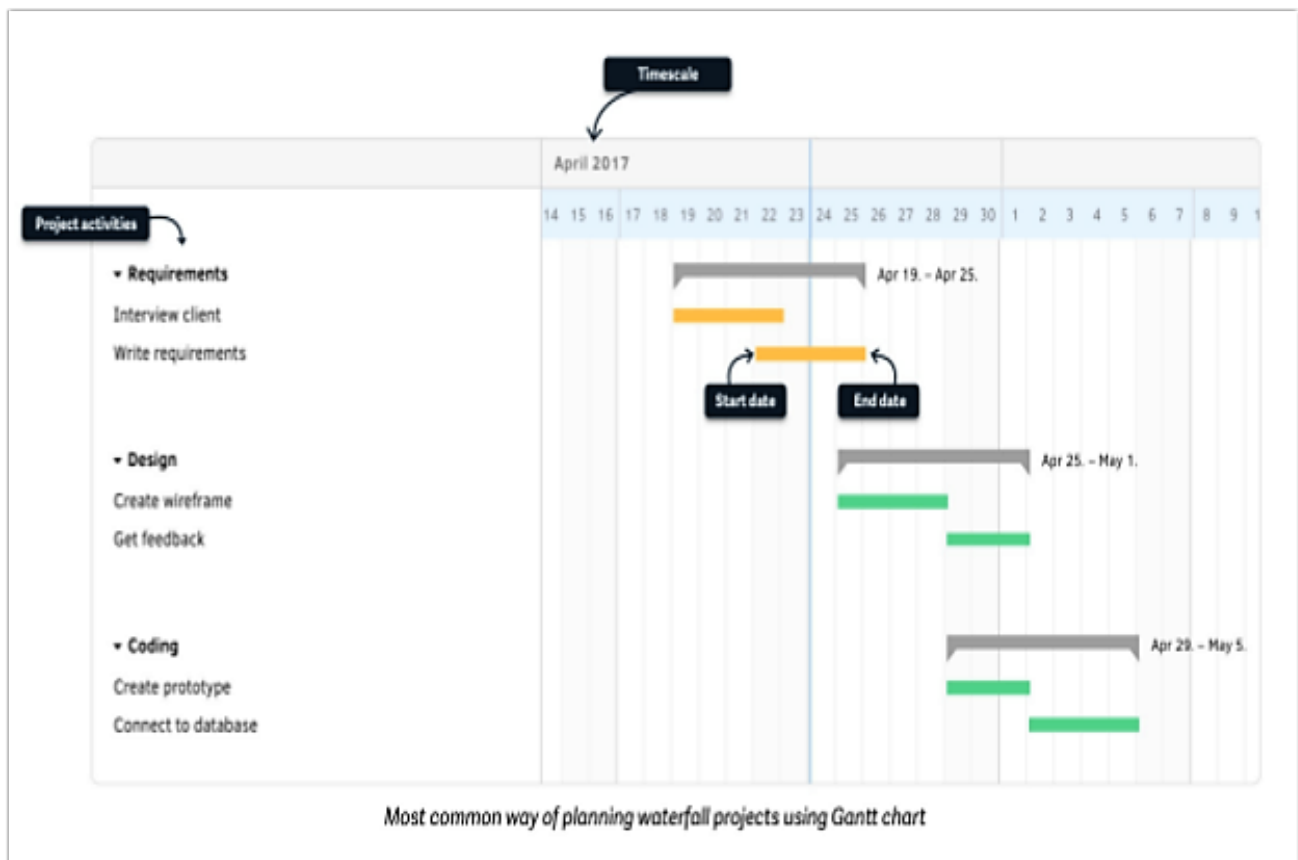 Timescale
April 2017
Project activities
14 15 16 17 18 19 20 21 22 23 24 25 26 27 28 29 30 1 2 3 4 5 6 7 8 9 1
Requirements Apr 19. – Apr 25.
Interview client
Write requirements
Start date End date
Design Apr 25. – May 1.
Create wireframe
Get feedback
Coding Apr 29. – May 5.
Create prototype
Connect to database
Most common way of planning waterfall projects using Gantt chart